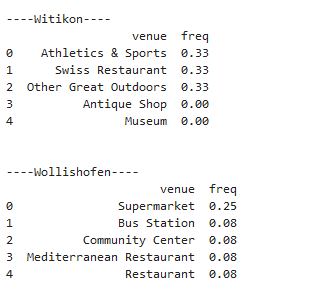 ----Witikon----
venue freq
0 Athletics & Sports 0.33
1 Swiss Restaurant 0.33
2 Other Great Outdoors 0.33
3 Antique Shop 0.00
4 Museum 0.00
----Wollishofen----
venue freq
0 Supermarket 0.25
1 Bus Station 0.08
2 Community Center 0.08
3 Mediterranean Restaurant 0.08
4 Restaurant 0.08